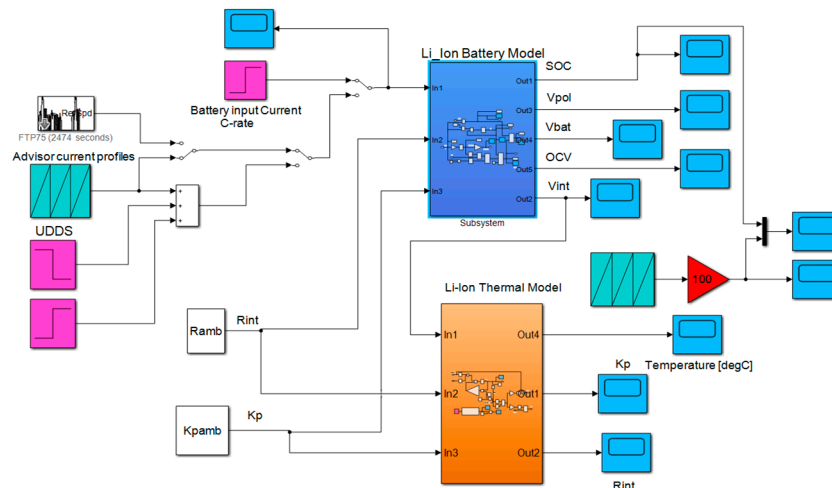 Li_Ion Battery Model
SOC
In1
Out1
Battery input Current
C-rate
Vpol
Out3
FTP75 (2474 seconds)
Vbat
In2
Out4
Advisor current profiles
OCV
Out5
Vint
In3
Out2
+
+
+
Subsystem
UDDS
100
Li-Ion Thermal Model
Rint
Ramb
In1
Out4
Temperature [degC]
Kp
In2
Out1
Kp
Kpamb
In3
Out2
Rint